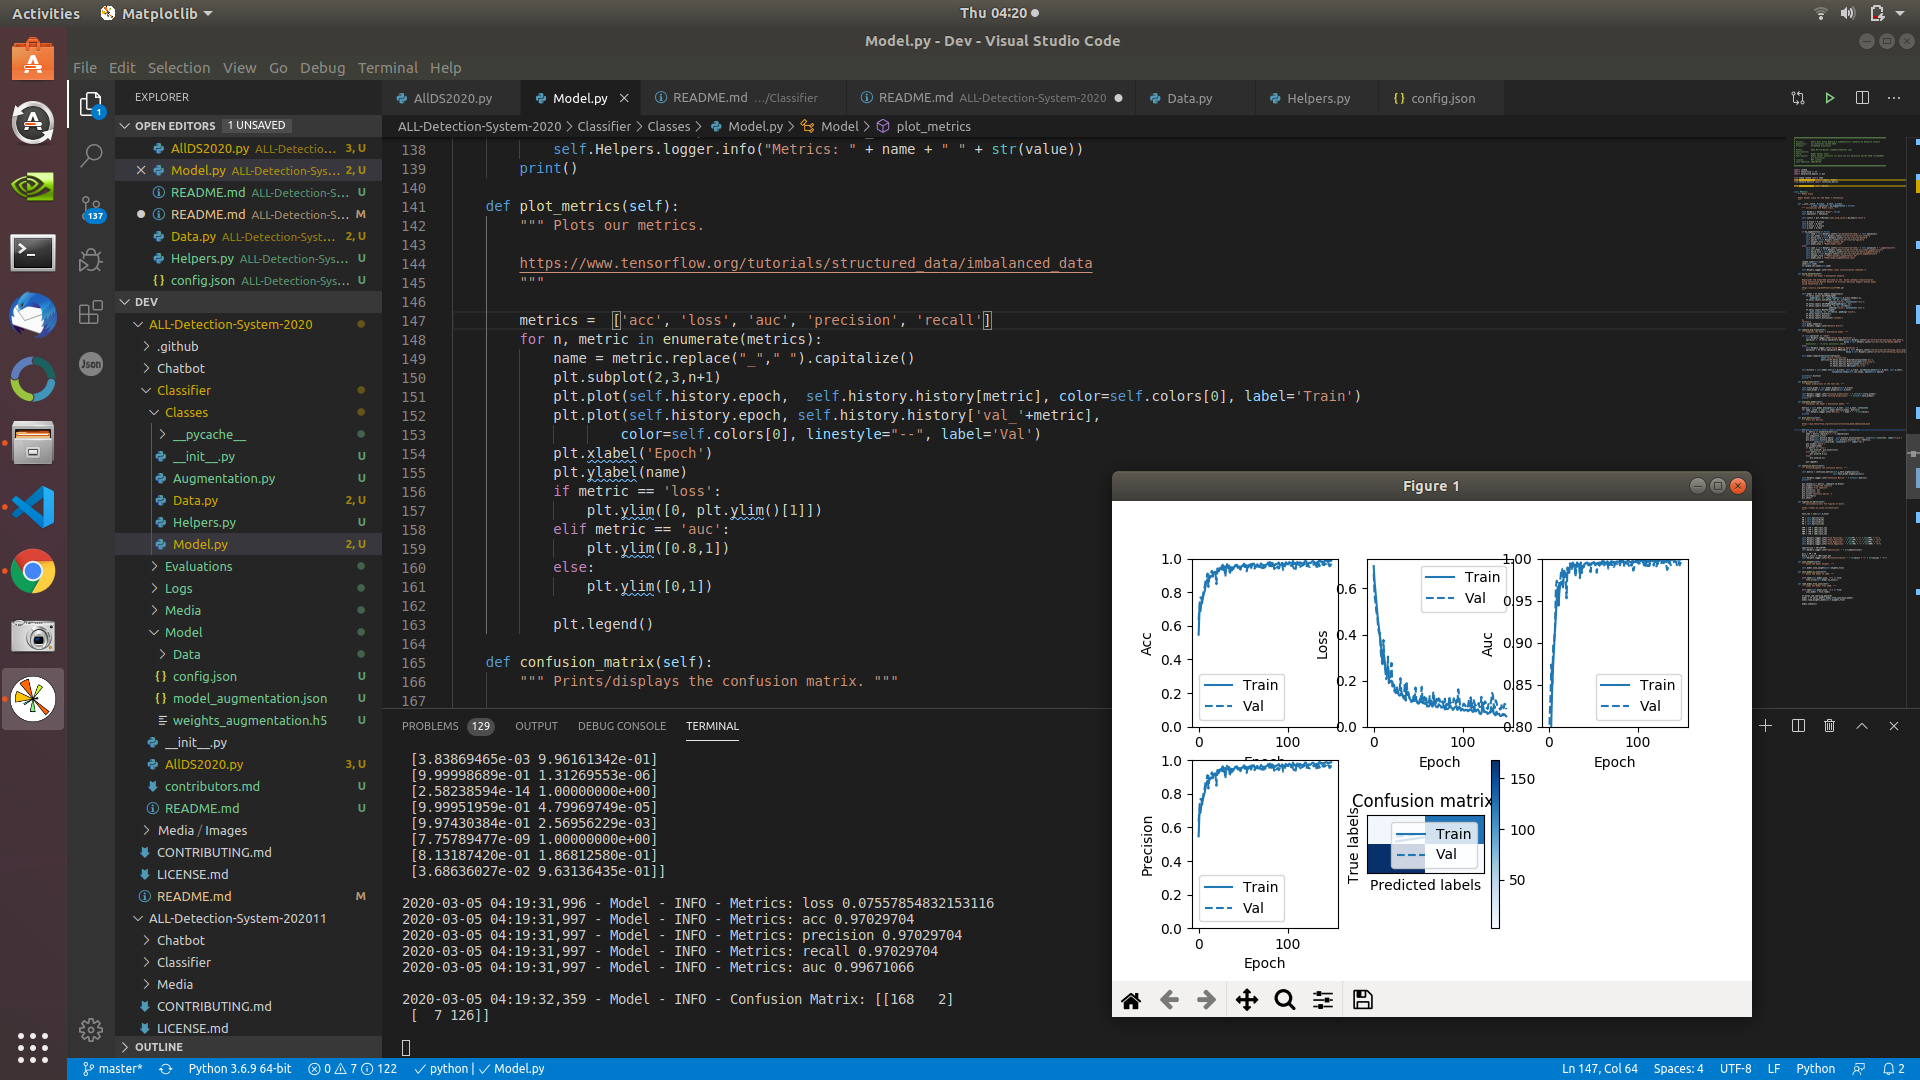 Activities
Matplotlib
Thu 04:20
Model.py - Dev - Visual Studio Code
File Edit Selection View Go Debug Terminal Help
EXPLORER
OPEN EDITORS 1 UNSAVED
AllDS2020.py ALL-Detectio... 3, U
Model.py ALL-Detection-Sys... 2, U
README.md ALL-Detection-S... U
README.md ALL-Detection-S... M
Data.py ALL-Detection-Syst... 2, U
Helpers.py ALL-Detection-Sy... U
config.json ALL-Detection-Sys... U
DEV
ALL-Detection-System-2020
.github
Chatbot
Classifier
Classes
__pycache__
__init__.py U
Augmentation.py U
Data.py 2, U
Helpers.py U
Model.py 2, U
Evaluations
Logs
Media
Model
Data
config.json U
model_augmentation.json U
weights_augmentation.h5 U
__init__.py U
AllDS2020.py 3, U
contributors.md U
README.md U
Media / Images
CONTRIBUTING.md
LICENSE.md
README.md M
ALL-Detection-System-202011
Chatbot
Classifier
Media
CONTRIBUTING.md
LICENSE.md
OUTLINE
1
137
Json
AllDS2020.py
Model.py
README.md .../Classifier
README.md ALL-Detection-System-2020
Data.py
Helpers.py
config.json
ALL-Detection-System-2020 > Classifier > Classes > Model.py > Model > plot_metrics
138 self.Helpers.logger.info("Metrics: " + name + " " + str(value))
139 print()
140
141 def plot_metrics(self):
142 """ Plots our metrics.
143
144 https://www.tensorflow.org/tutorials/structured_data/imbalanced_data
145 """
146
147 metrics =  ['acc', 'loss', 'auc', 'precision', 'recall']
148 for n, metric in enumerate(metrics):
149 name = metric.replace("_"," ").capitalize()
150 plt.subplot(2,3,n+1)
151 plt.plot(self.history.epoch,  self.history.history[metric], color=self.colors[0], label='Train')
152 plt.plot(self.history.epoch, self.history.history['val_'+metric],
153 color=self.colors[0], linestyle="--", label='Val')
154 plt.xlabel('Epoch')
155 plt.ylabel(name)
156 if metric == 'loss':
157 plt.ylim([0, plt.ylim()[1]])
158 elif metric == 'auc':
159 plt.ylim([0.8,1])
160 else:
161 plt.ylim([0,1])
162
163 plt.legend()
164
165 def confusion_matrix(self):
166 """ Prints/displays the confusion matrix. """
167
PROBLEMS 129 OUTPUT DEBUG CONSOLE TERMINAL
[3.83869465e-03 9.96161342e-01]
[9.99998689e-01 1.31269553e-06]
[2.58238594e-14 1.00000000e+00]
[9.99951959e-01 4.79969749e-05]
[9.97430384e-01 2.56956229e-03]
[7.75789477e-09 1.00000000e+00]
[8.13187420e-01 1.86812580e-01]
[3.68636027e-02 9.63136435e-01]]
2020-03-05 04:19:31,996 - Model - INFO - Metrics: loss 0.07557854832153116
2020-03-05 04:19:31,997 - Model - INFO - Metrics: acc 0.97029704
2020-03-05 04:19:31,997 - Model - INFO - Metrics: precision 0.97029704
2020-03-05 04:19:31,997 - Model - INFO - Metrics: recall 0.97029704
2020-03-05 04:19:31,997 - Model - INFO - Metrics: auc 0.99671066
2020-03-05 04:19:32,359 - Model - INFO - Confusion Matrix: [[168   2]
[  7 126]]
Figure 1
Acc
1.0
0.8
0.6
0.4
0.2
0.0
Train
Val
0 100
Epoch
Loss
0.6
0.4
0.2
0.0
Train
Val
0 100
Epoch
Auc
1.00
0.95
0.90
0.85
0.80
Train
Val
0 100
Epoch
Precision
1.0
0.8
0.6
0.4
0.2
0.0
Train
Val
0 100
Epoch
Confusion matrix
True labels
Train
Val
Predicted labels
150
100
50
master* Python 3.6.9 64-bit 0 7 122 python | Model.py
Ln 147, Col 64 Spaces: 4 UTF-8 LF Python 2